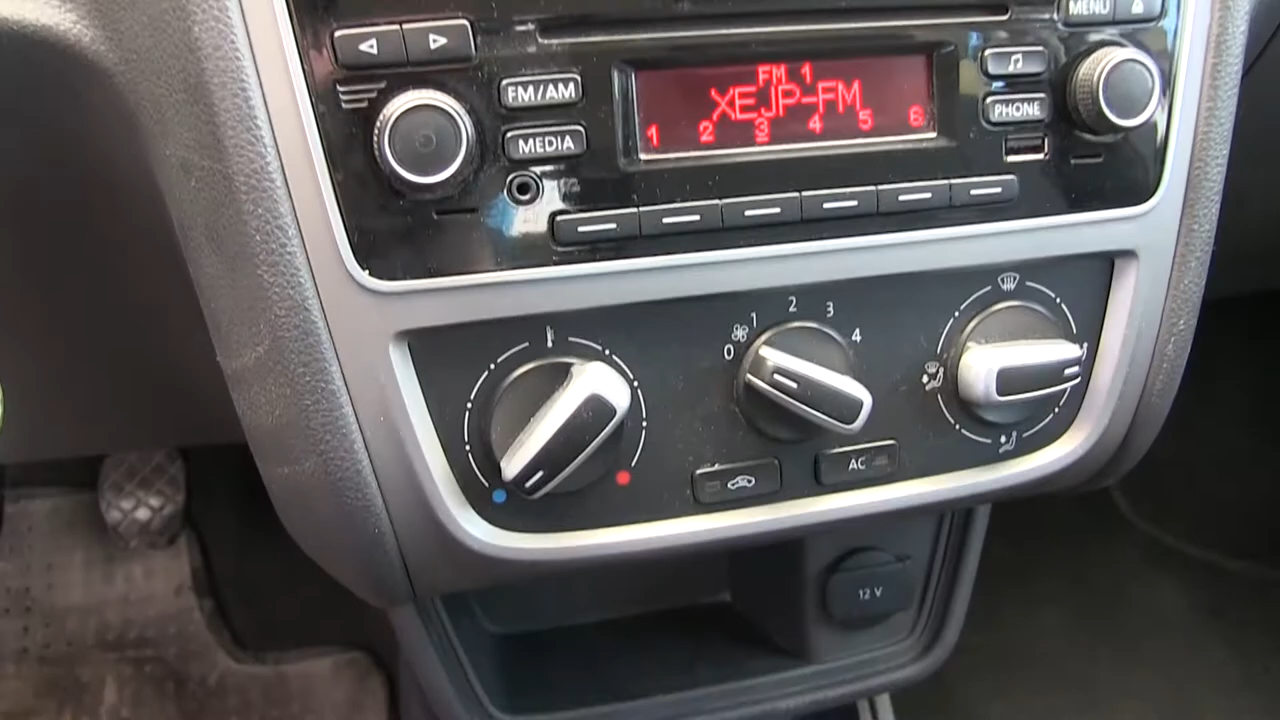 MENU
FM/AM
MEDIA
FM 1
XEJP-FM
1 2 3 4 5 6
PHONE
0 1 2 3 4
AC
12 V